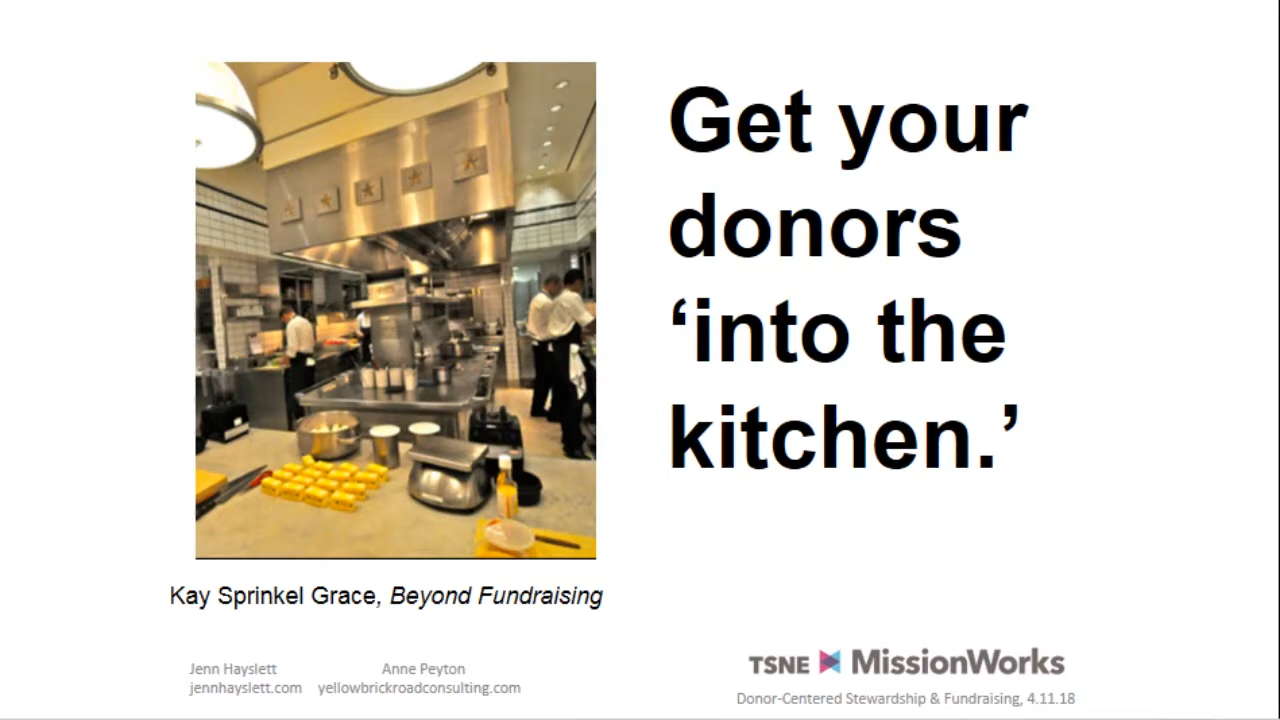 Get your
donors
‘into the
kitchen.’
Kay Sprinkel Grace, Beyond Fundraising
Jenn Hayslett
jennhayslett.com
Anne Peyton
yellowbrickroadconsulting.com
TSNE MissionWorks
Donor-Centered Stewardship & Fundraising, 4.11.18